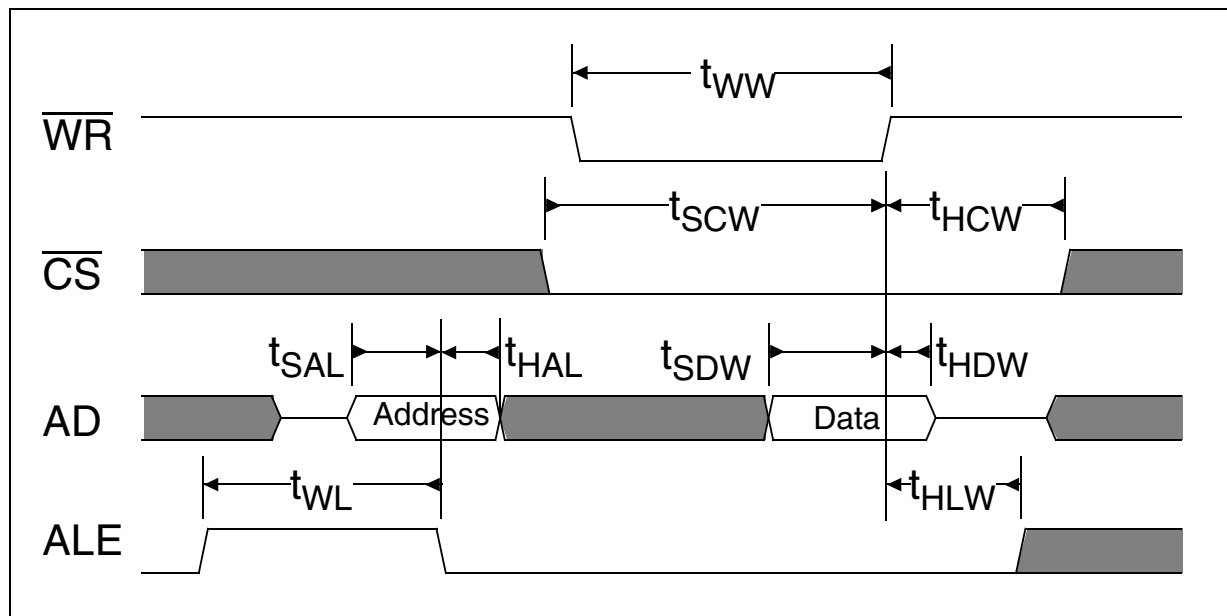 tWW
WR
tSCW
tHCW
CS
tSAL
tHAL
tSDW
tHDW
AD
Address
Data
tWL
tHLW
ALE